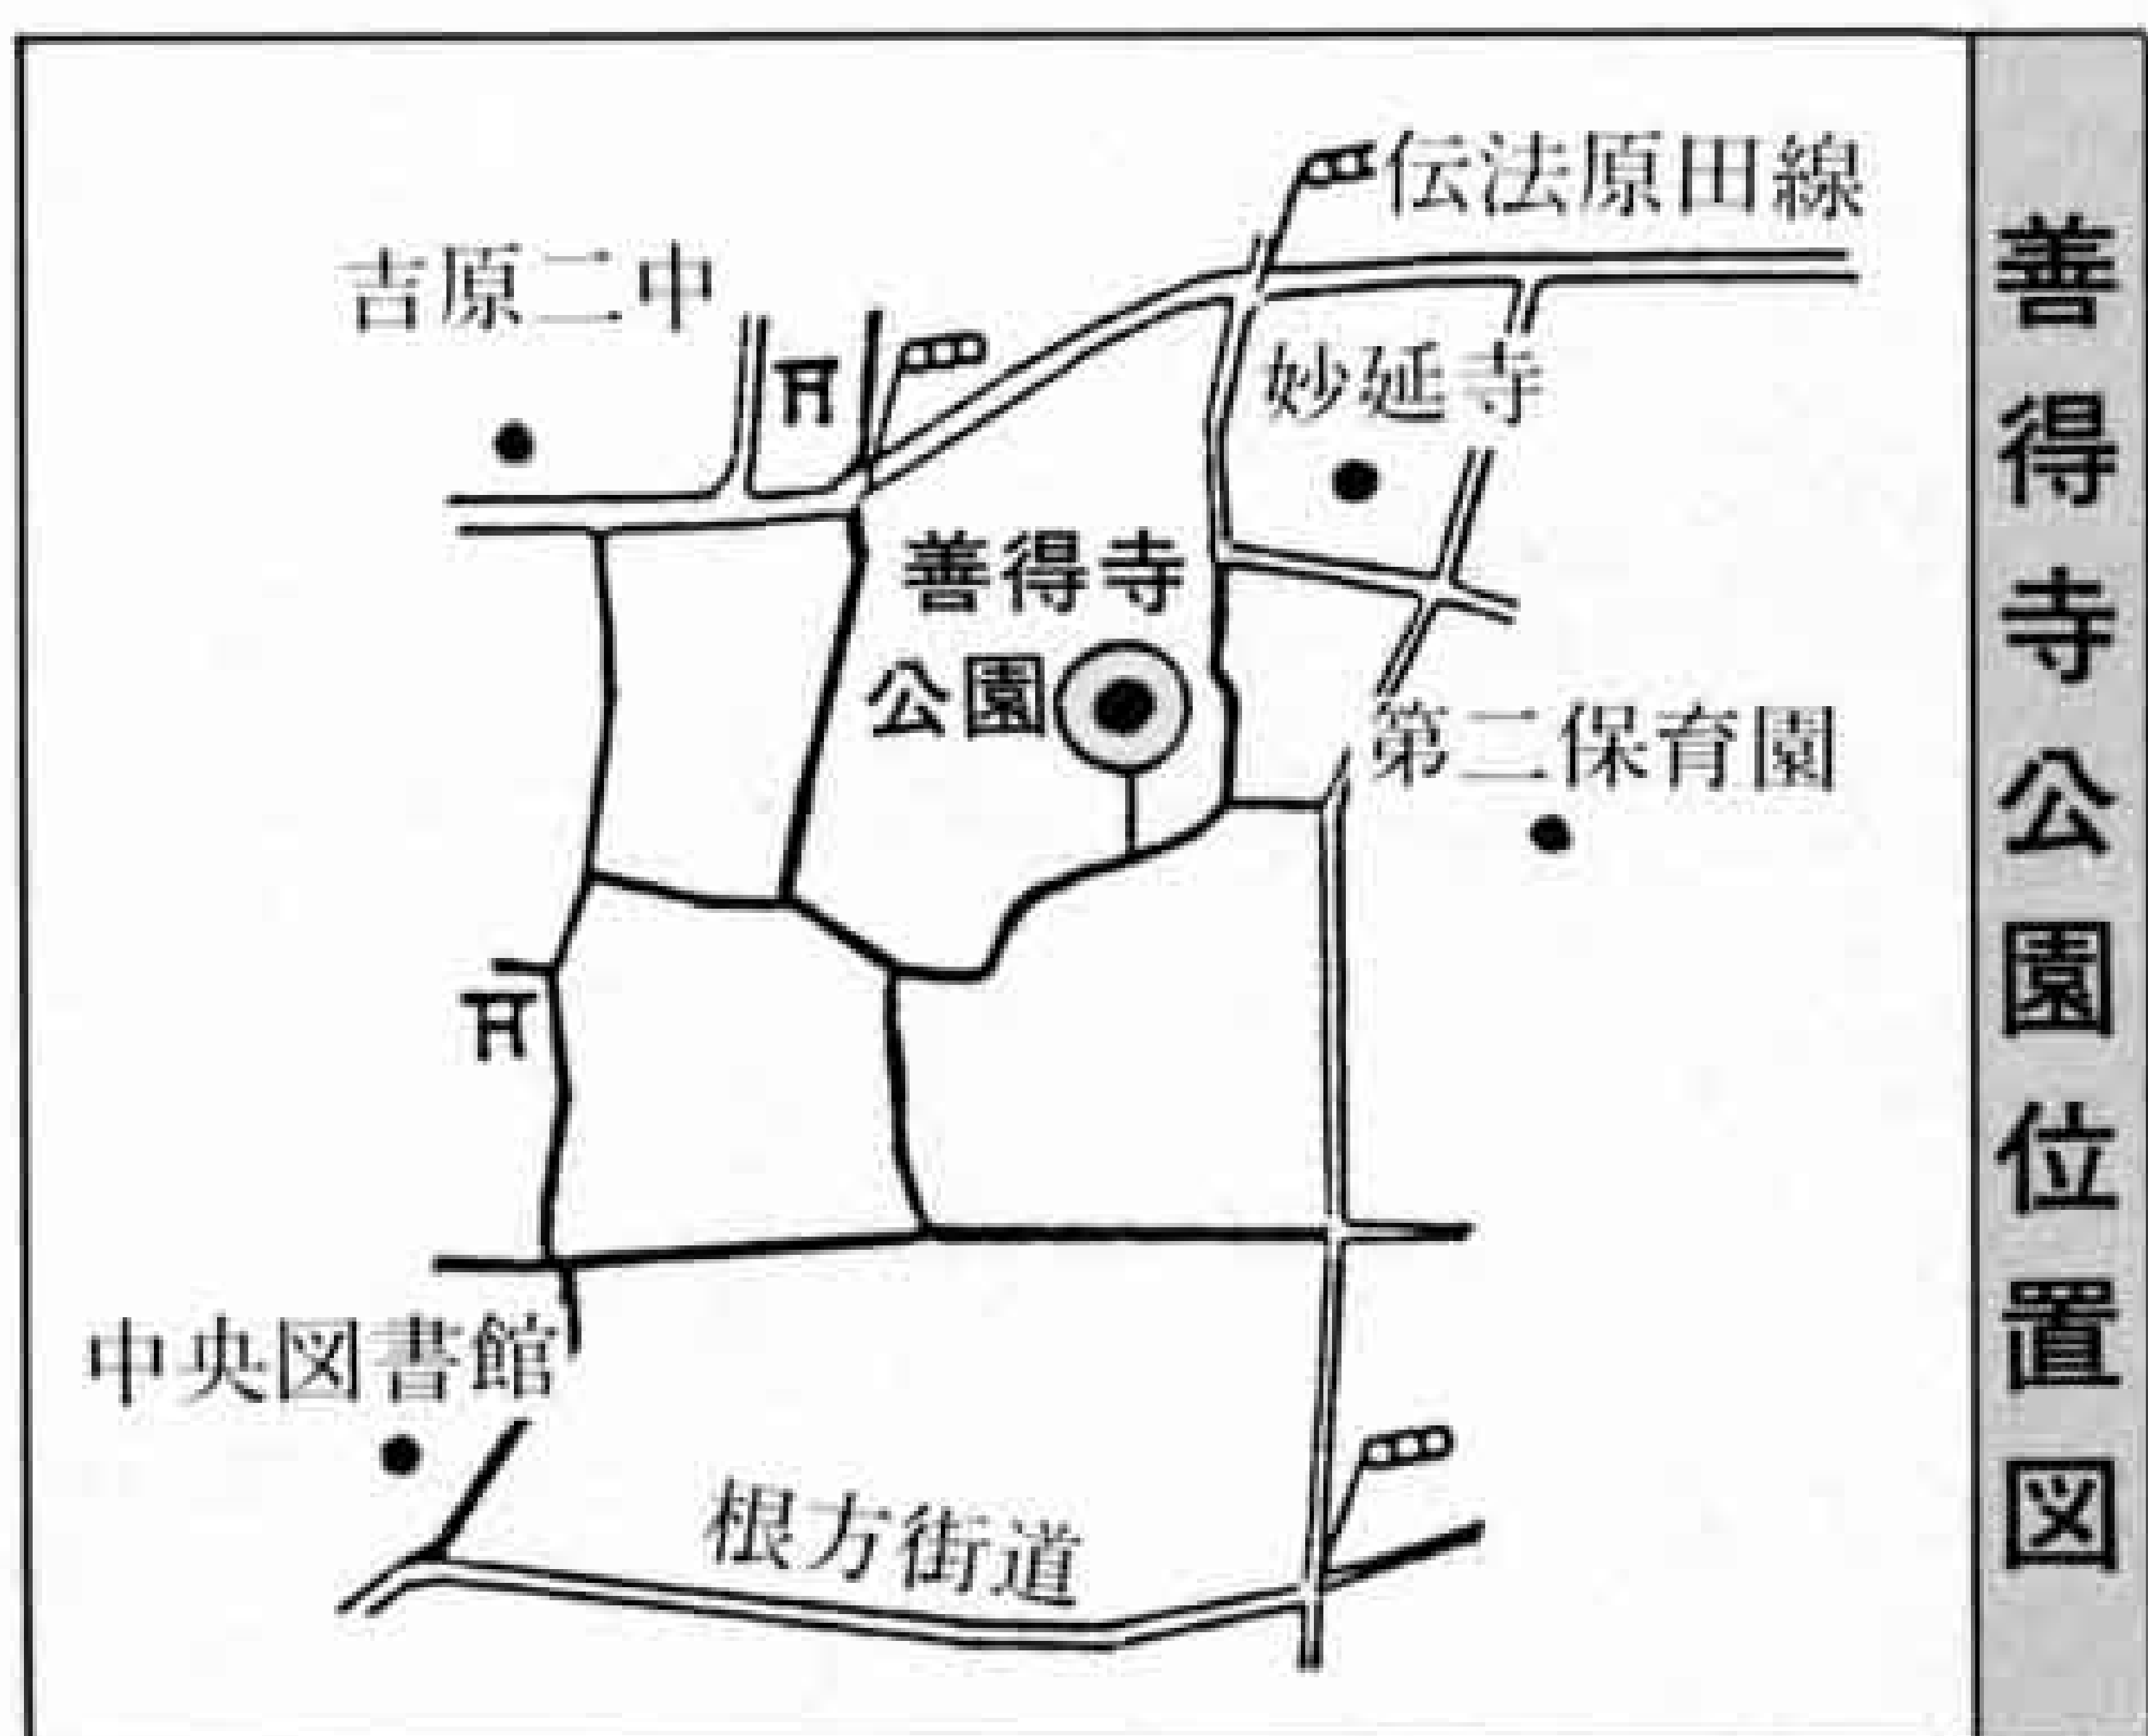 善得寺公園位置図
伝法原田線
吉原二中
妙延寺
善得寺
公園
第二保育園
中央図書館
根方街道